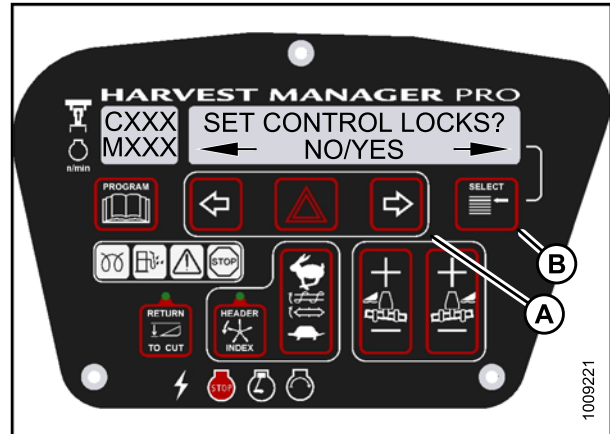 HARVEST MANAGER PRO
CXXX
MXXX
SET CONTROL LOCKS?
NO/YES
n/min
PROGRAM
SELECT
B
A
STOP
RETURN
TO CUT
HEADER
INDEX
STOP
1009221